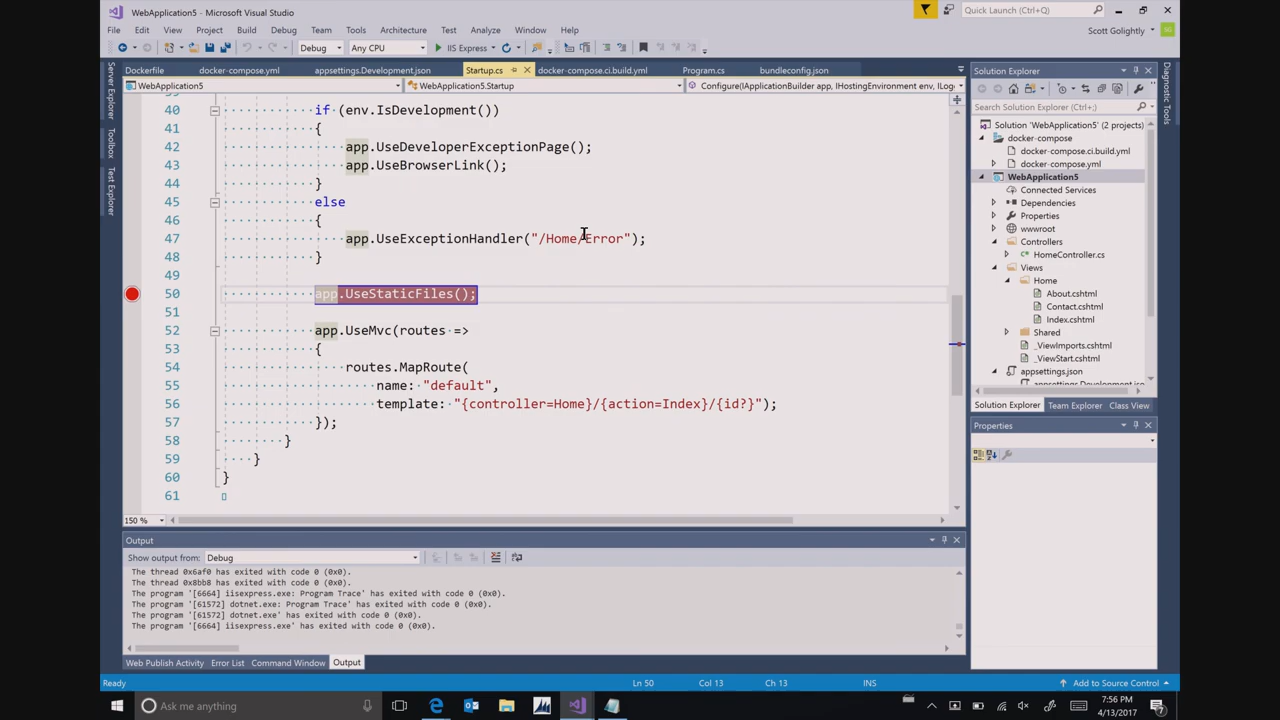 WebApplication5 - Microsoft Visual Studio
Quick Launch (Ctrl+Q)
File Edit View Project Build Debug Team Tools Architecture Test Analyze Window Help
Scott Golightly SG
Debug Any CPU IIS Express
Dockerfile docker-compose.yml appsettings.Development.json Startup.cs docker-compose.ci.build.yml Program.cs bundleconfig.json
WebApplication5 WebApplication5.Startup Configure(IApplicationBuilder app, IHostingEnvironment env, ILo
Server Explorer
Toolbox
Test Explorer
40 if (env.IsDevelopment())
41 {
42 app.UseDeveloperExceptionPage();
43 app.UseBrowserLink();
44 }
45 else
46 {
47 app.UseExceptionHandler("/Home/Error");
48 }
49
50 app.UseStaticFiles();
51
52 app.UseMvc(routes =>
53 {
54 routes.MapRoute(
55 name: "default",
56 template: "{controller=Home}/{action=Index}/{id?}");
57 });
58 }
59 }
60 }
61
150 %
Output
Show output from: Debug
The thread 0x6af0 has exited with code 0 (0x0).
The thread 0x8bb8 has exited with code 0 (0x0).
The program '[6664] iisexpress.exe: Program Trace' has exited with code 0 (0x0).
The program '[61572] dotnet.exe: Program Trace' has exited with code 0 (0x0).
The program '[61572] dotnet.exe' has exited with code 0 (0x0).
The program '[6664] iisexpress.exe' has exited with code 0 (0x0).
Web Publish Activity Error List Command Window Output
Solution Explorer
Search Solution Explorer (Ctrl+;)
Solution 'WebApplication5' (2 projects)
docker-compose
docker-compose.ci.build.yml
docker-compose.yml
WebApplication5
Connected Services
Dependencies
Properties
wwwroot
Controllers
HomeController.cs
Views
Home
About.cshtml
Contact.cshtml
Index.cshtml
Shared
_ViewImports.cshtml
_ViewStart.cshtml
appsettings.json
appsettings.Development.jso
Solution Explorer Team Explorer Class View
Properties
Diagnostic Tools
Ready Ln 50 Col 13 Ch 13 INS Add to Source Control
Ask me anything
7:56 PM
4/13/2017
7